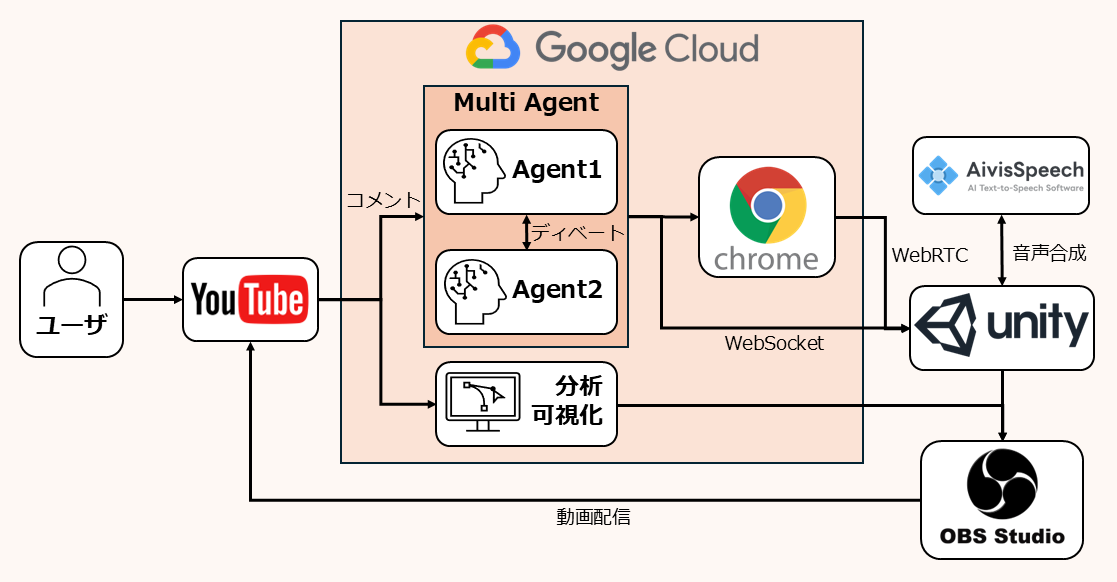 Google Cloud
Multi Agent
Agent1
ディベート
Agent2
コメント
ユーザ
YouTube
分析
可視化
chrome
WebRTC
WebSocket
AivisSpeech
AI Text-to-Speech Software
音声合成
unity
OBS Studio
動画配信